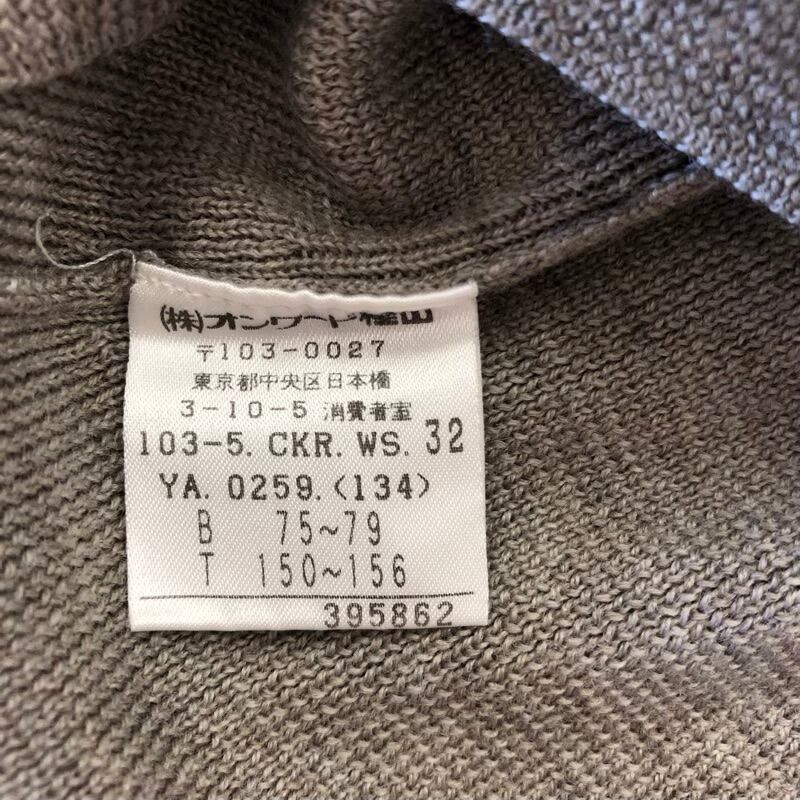 (株)オンワード樫山
〒103-0027
東京都中央区日本橋
3-10-5 消費者室
103-5. CKR. WS. 32
YA. 0259. <134>
B 75~79
T 150~156
395862